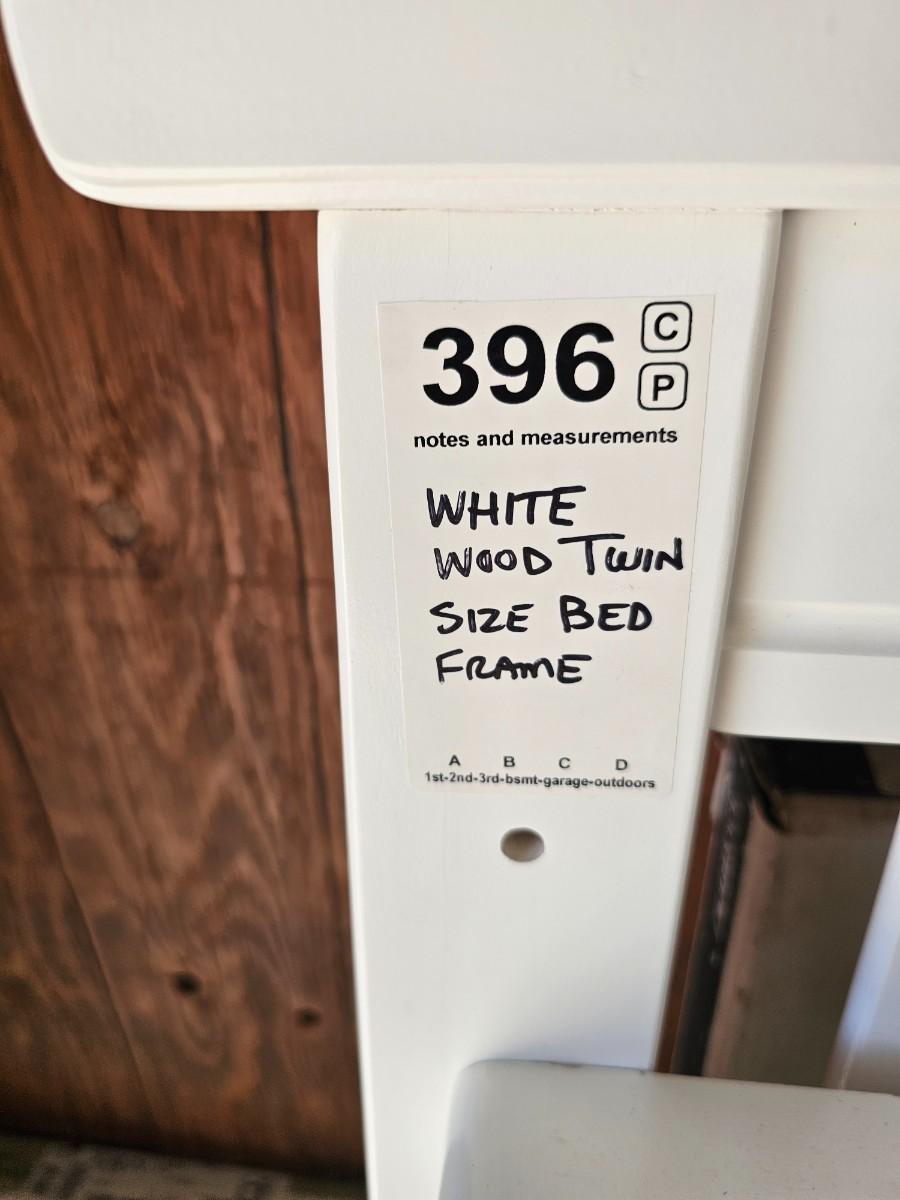 396 C
P
notes and measurements
WHITE
WOOD TWIN
SIZE BED
FRAME
A B C D
1st-2nd-3rd-bsmt-garage-outdoors